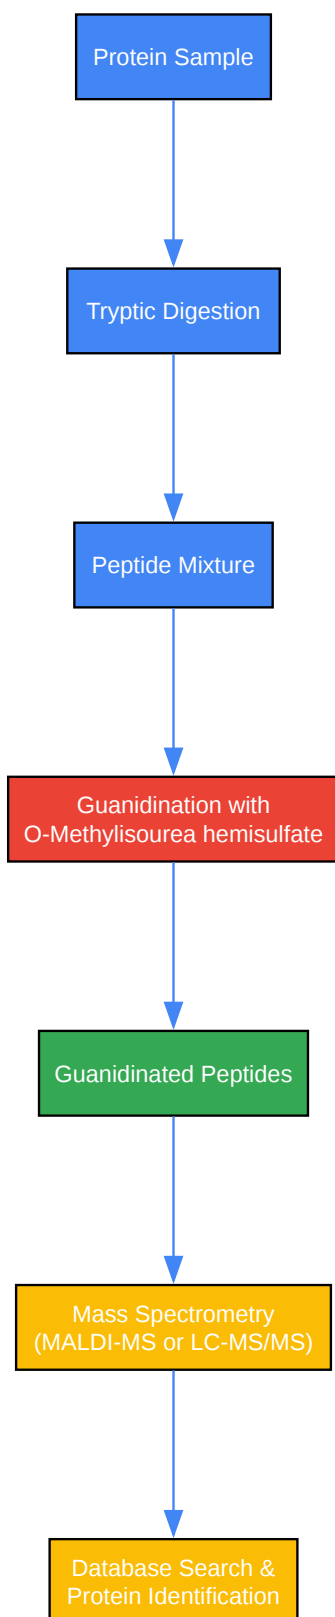 Protein Sample
Tryptic Digestion
Peptide Mixture
Guanidination with
O-Methylisourea hemisulfate
Guanidinated Peptides
Mass Spectrometry
(MALDI-MS or LC-MS/MS)
Database Search &
Protein Identification